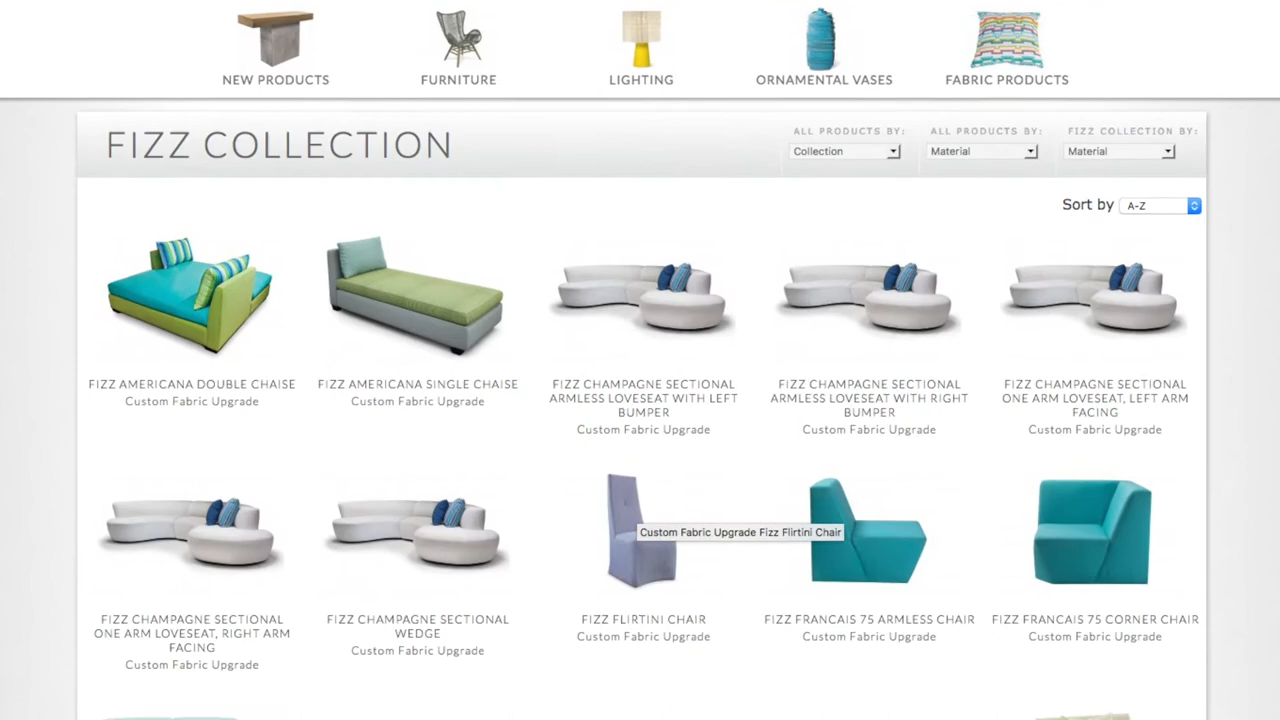 NEW PRODUCTS
FURNITURE
LIGHTING
ORNAMENTAL VASES
FABRIC PRODUCTS
FIZZ COLLECTION
ALL PRODUCTS BY:
Collection
ALL PRODUCTS BY:
Material
FIZZ COLLECTION BY:
Material
Sort by
A-Z
FIZZ AMERICANA DOUBLE CHAISE
Custom Fabric Upgrade
FIZZ AMERICANA SINGLE CHAISE
Custom Fabric Upgrade
FIZZ CHAMPAGNE SECTIONAL
ARMLESS LOVESEAT WITH LEFT
BUMPER
Custom Fabric Upgrade
FIZZ CHAMPAGNE SECTIONAL
ARMLESS LOVESEAT WITH RIGHT
BUMPER
Custom Fabric Upgrade
FIZZ CHAMPAGNE SECTIONAL
ONE ARM LOVESEAT, LEFT ARM
FACING
Custom Fabric Upgrade
FIZZ CHAMPAGNE SECTIONAL
ONE ARM LOVESEAT, RIGHT ARM
FACING
Custom Fabric Upgrade
FIZZ CHAMPAGNE SECTIONAL
WEDGE
Custom Fabric Upgrade
Custom Fabric Upgrade Fizz Flirtini Chair
FIZZ FLIRTINI CHAIR
Custom Fabric Upgrade
FIZZ FRANCAIS 75 ARMLESS CHAIR
Custom Fabric Upgrade
FIZZ FRANCAIS 75 CORNER CHAIR
Custom Fabric Upgrade